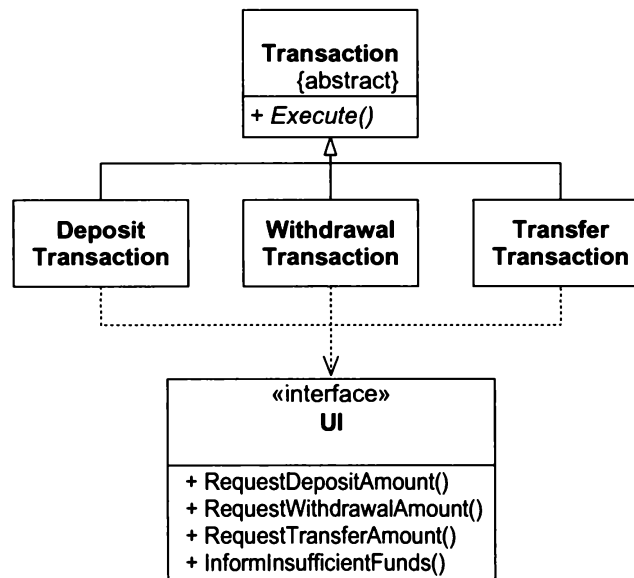 Transaction
{abstract}
+ Execute()
Deposit
Transaction
Withdrawal
Transaction
Transfer
Transaction
«interface»
UI
+ RequestDepositAmount()
+ RequestWithdrawalAmount()
+ RequestTransferAmount()
+ InformInsufficientFunds()